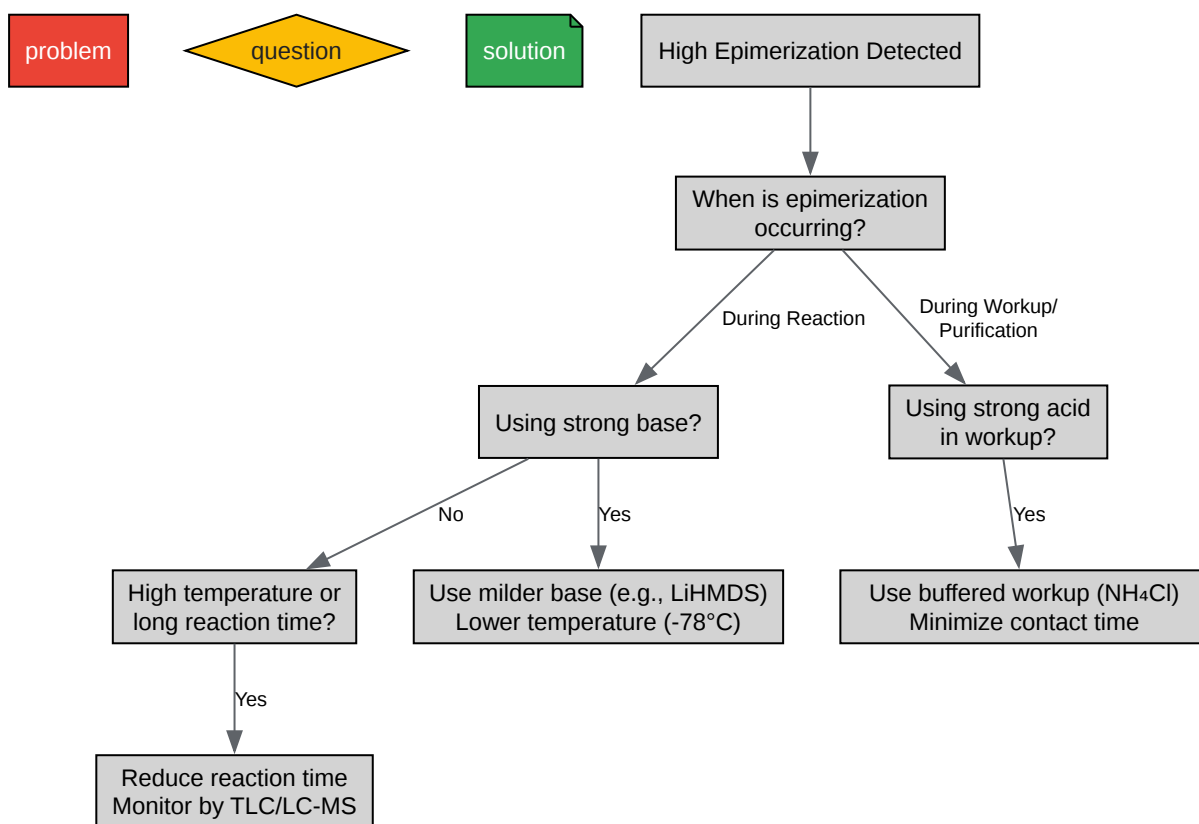 problem
question
solution
High Epimerization Detected
When is epimerization
occurring?
During Reaction
During Workup/
Purification
Using strong base?
Using strong acid
in workup?
No
Yes
Yes
High temperature or
long reaction time?
Use milder base (e.g., LiHMDS)
Lower temperature (-78°C)
Use buffered workup (NH₄Cl)
Minimize contact time
Yes
Reduce reaction time
Monitor by TLC/LC-MS